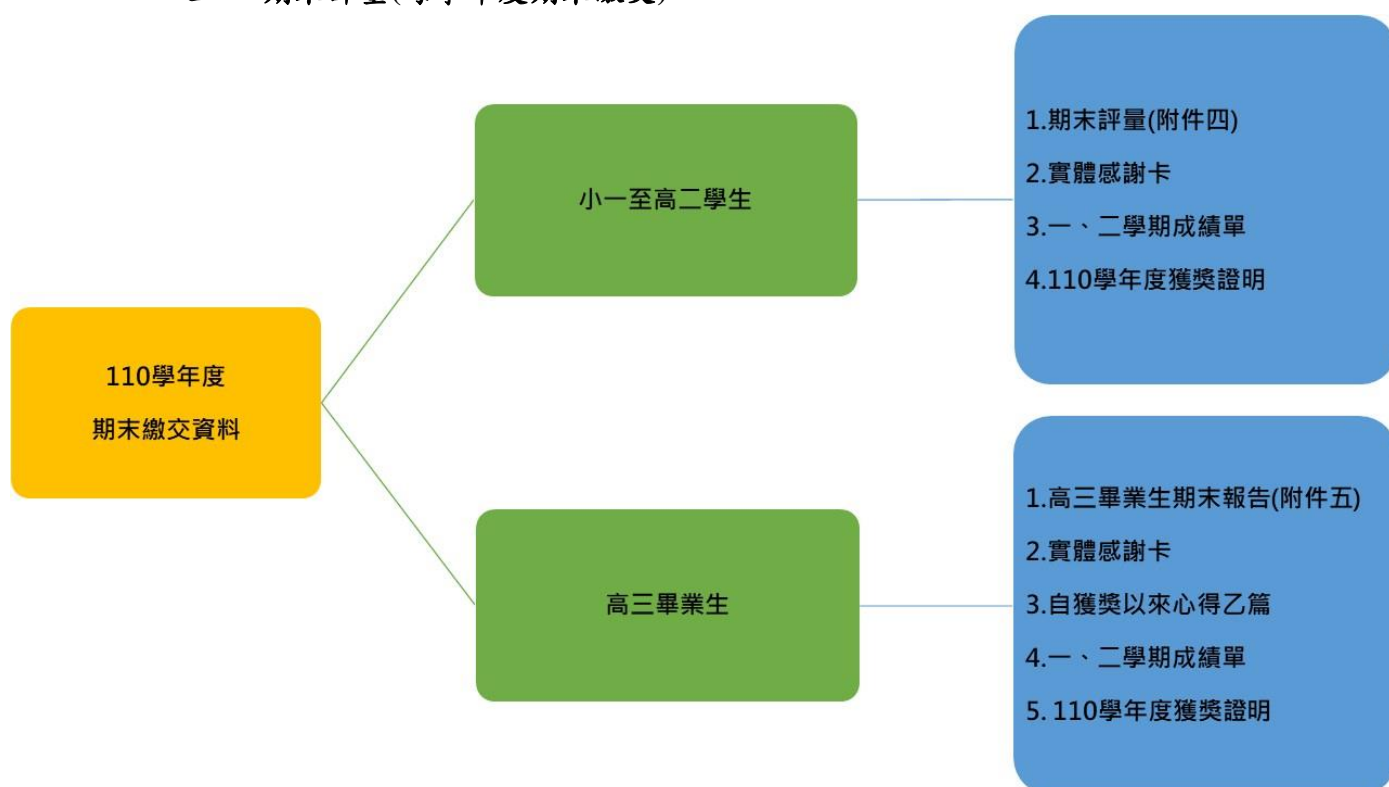 110學年度
期末繳交資料
小一至高二學生
1.期末評量(附件四)
2.實體感謝卡
3.一、二學期成績單
4.110學年度獲獎證明
高三畢業生
1.高三畢業生期末報告(附件五)
2.實體感謝卡
3.自獲獎以來心得乙篇
4.一、二學期成績單
5. 110學年度獲獎證明